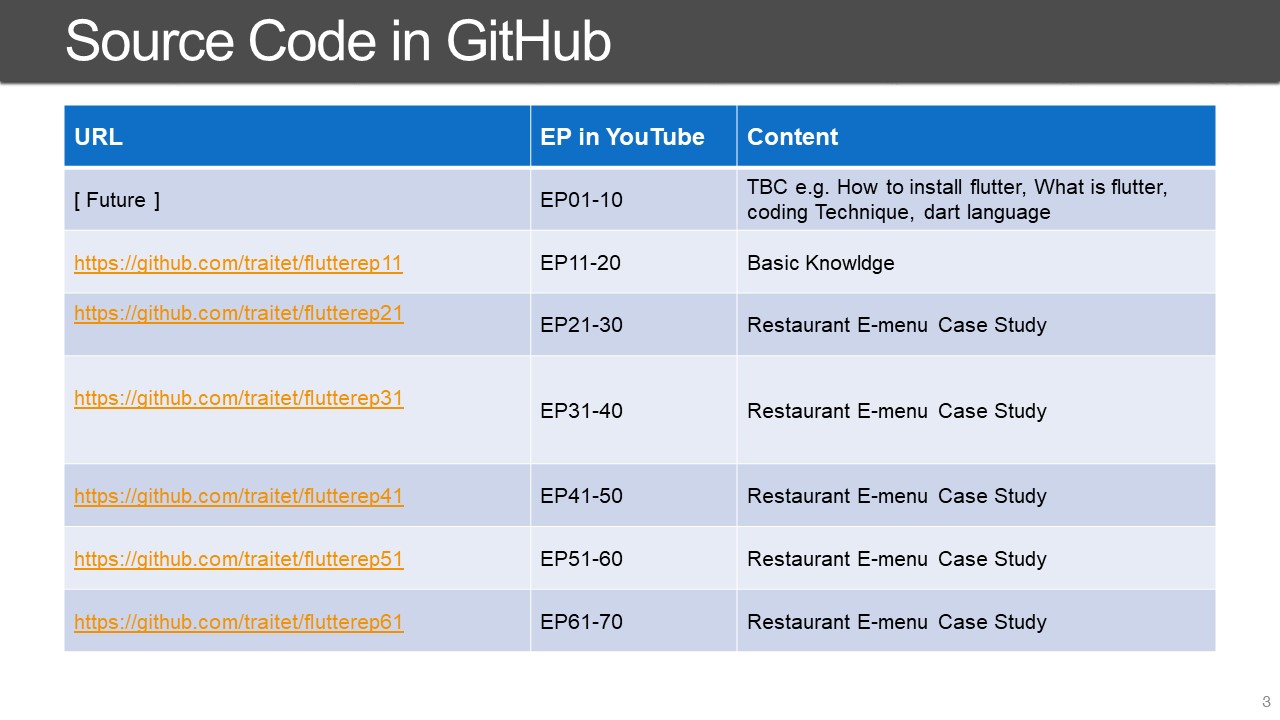 Source Code in GitHub
URL
EP in YouTube
Content
[ Future ]
EP01-10
TBC e.g. How to install flutter, What is flutter,
coding Technique, dart language
https://github.com/traitet/flutterep11
EP11-20
Basic Knowldge
https://github.com/traitet/flutterep21
EP21-30
Restaurant E-menu Case Study
https://github.com/traitet/flutterep31
EP31-40
Restaurant E-menu Case Study
https://github.com/traitet/flutterep41
EP41-50
Restaurant E-menu Case Study
https://github.com/traitet/flutterep51
EP51-60
Restaurant E-menu Case Study
https://github.com/traitet/flutterep61
EP61-70
Restaurant E-menu Case Study
3